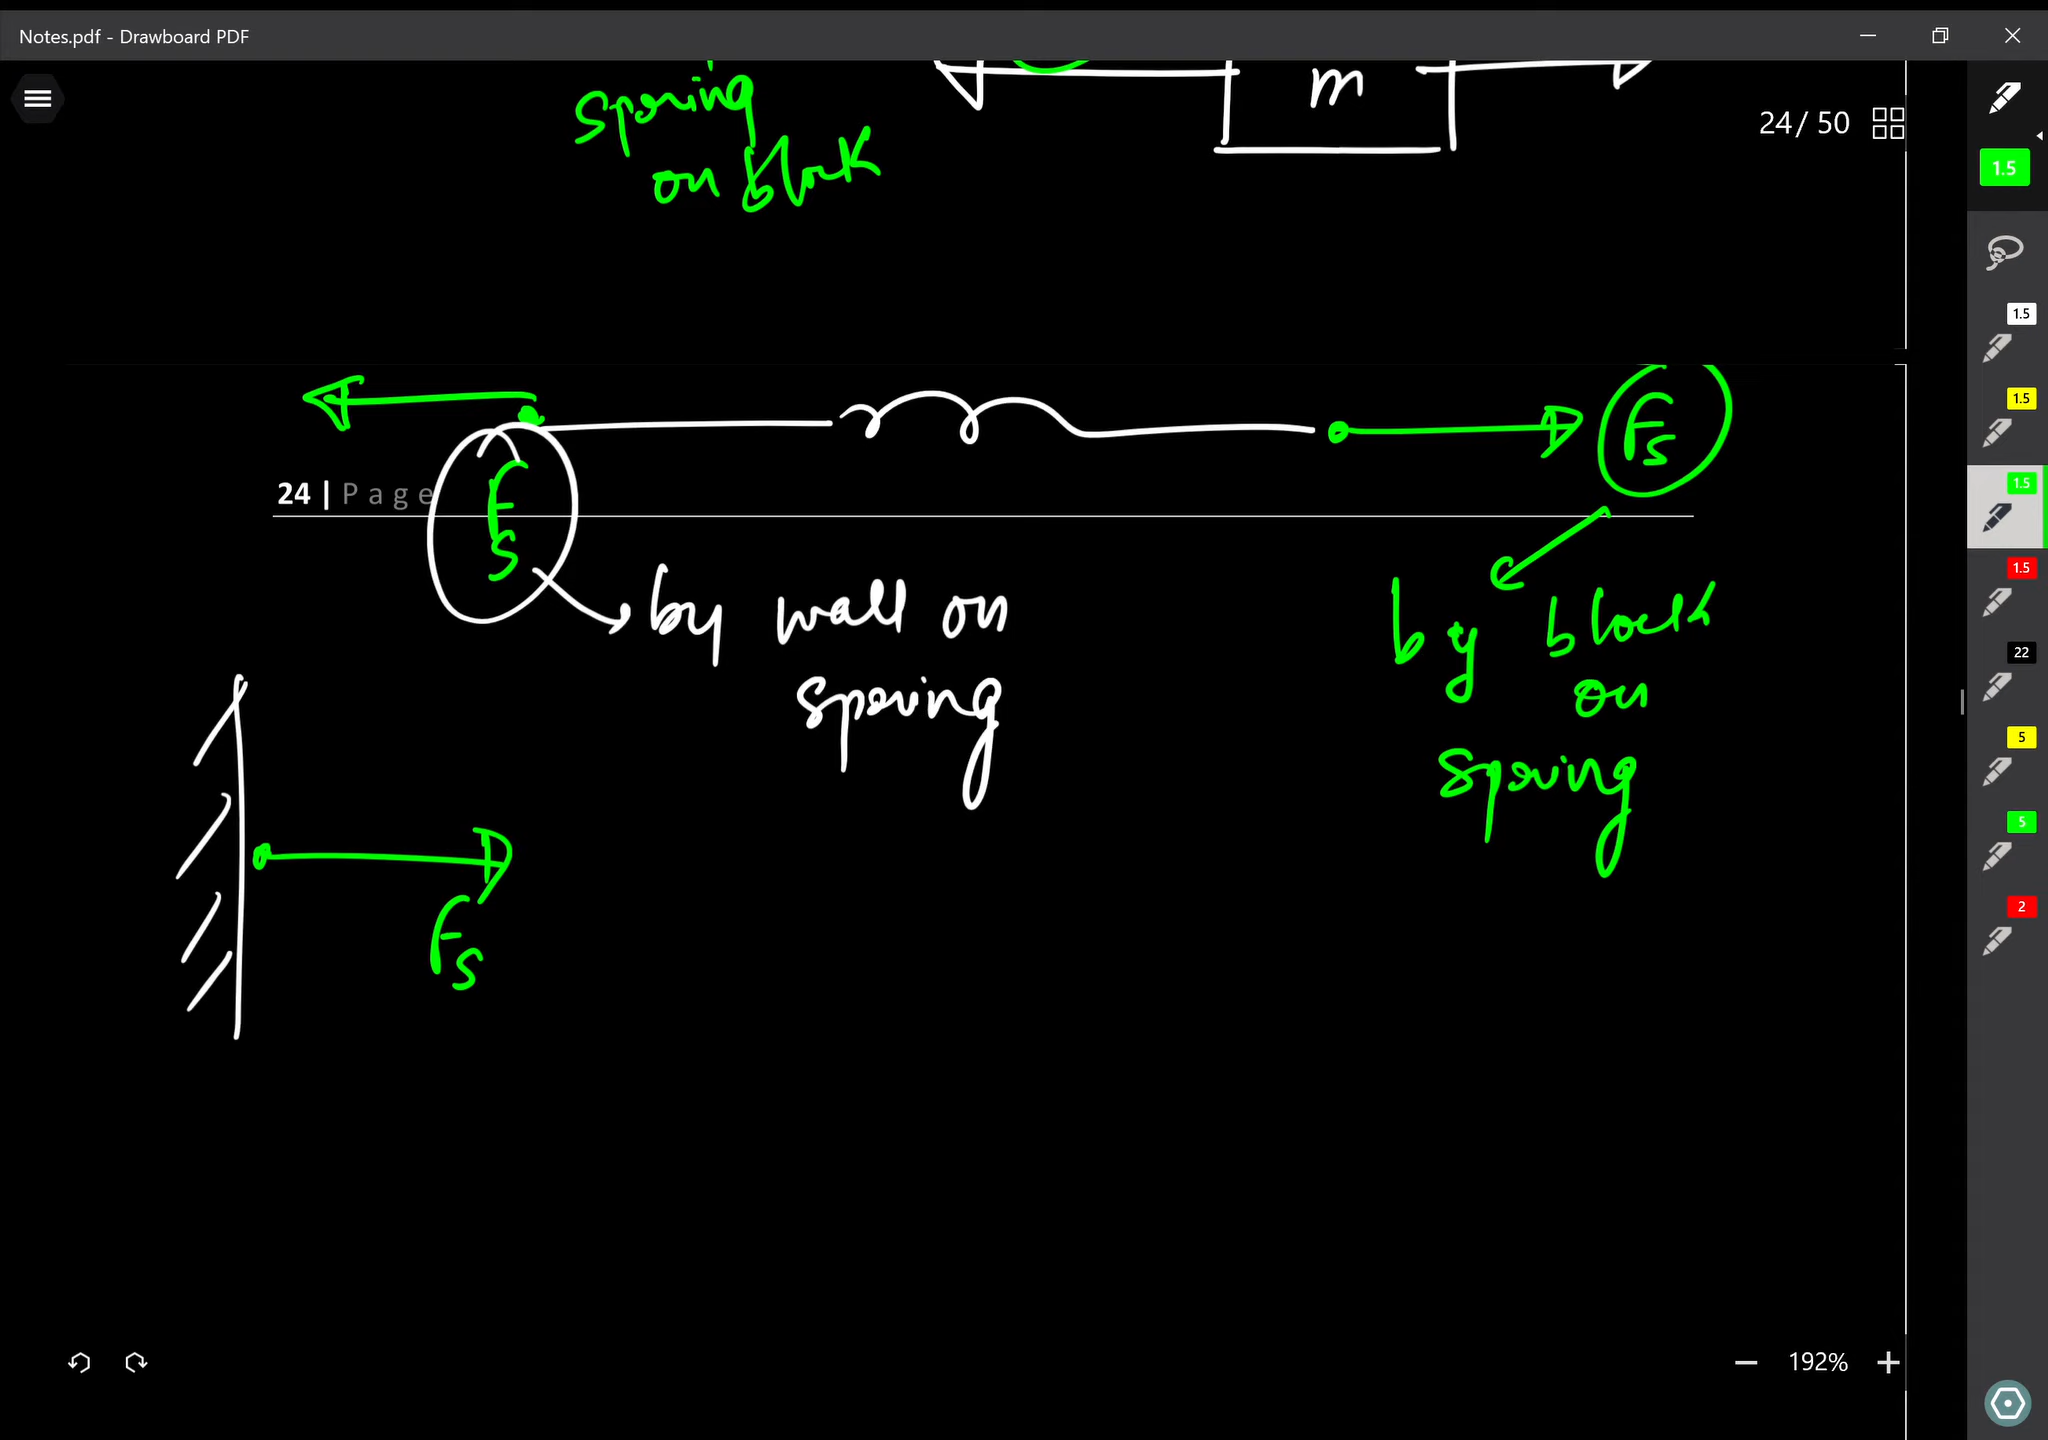 Notes.pdf - Drawboard PDF
m
spring
on block
24/ 50
1.5
1.5
1.5
1.5
1.5
22
5
5
2
Fs
24 | Page
Fs
by wall on
spring
by block
on
spring
Fs
192%